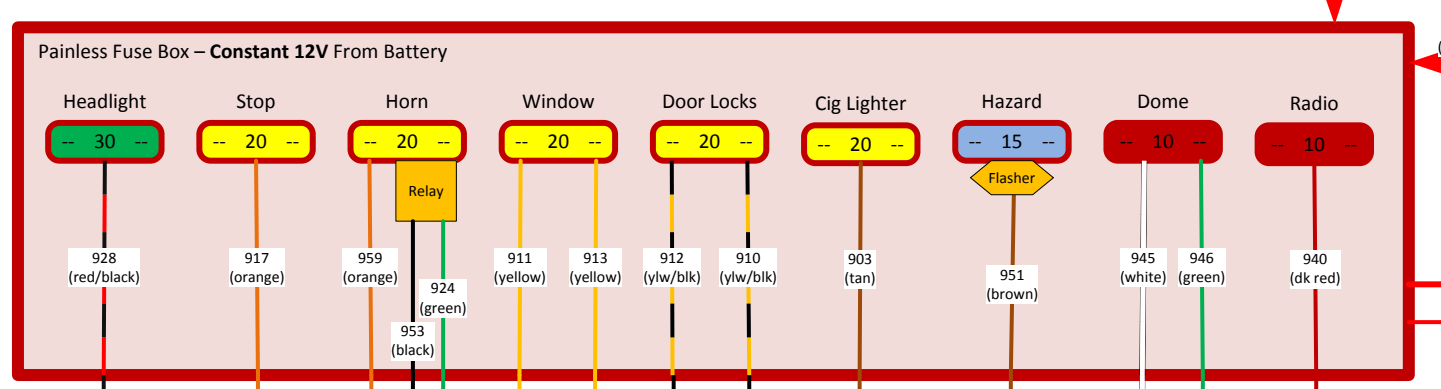 Painless Fuse Box – Constant 12V From Battery
Headlight Stop Horn Window Door Locks Cig Lighter Hazard Dome Radio
-- 30 -- -- 20 -- -- 20 -- -- 20 -- -- 20 -- -- 20 -- -- 15 -- -- 10 -- -- 10 --
Relay Flasher
928 917 959 911 913 912 910 903 945 946 940
(red/black) (orange) (orange) (yellow) (yellow) (ylw/blk) (ylw/blk) (tan) (white) (green) (dk red)
951
(brown)
924
(green)
953
(black)
(